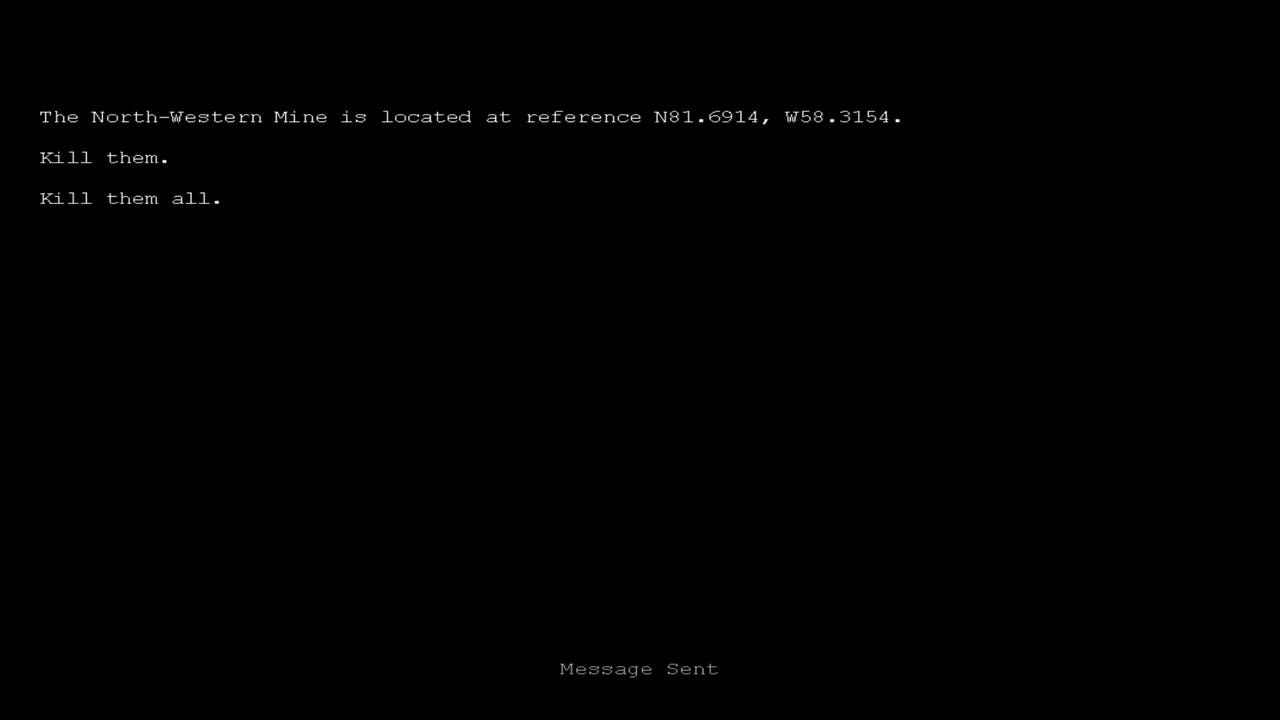 The North-Western Mine is located at reference N81.6914, W58.3154.
Kill them.
Kill them all.
Message Sent